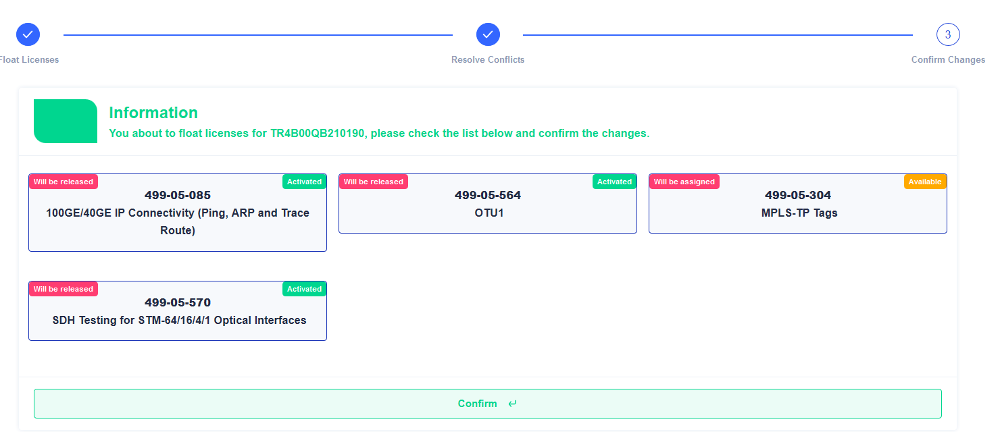 3
Float Licenses
Resolve Conflicts
Confirm Changes
Information
You about to float licenses for TR4B00QB210190, please check the list below and confirm the changes.
Will be released
Activated
499-05-085
100GE/40GE IP Connectivity (Ping, ARP and Trace
Route)
Will be released
Activated
499-05-564
OTU1
Will be assigned
Available
499-05-304
MPLS-TP Tags
Will be released
Activated
499-05-570
SDH Testing for STM-64/16/4/1 Optical Interfaces
Confirm